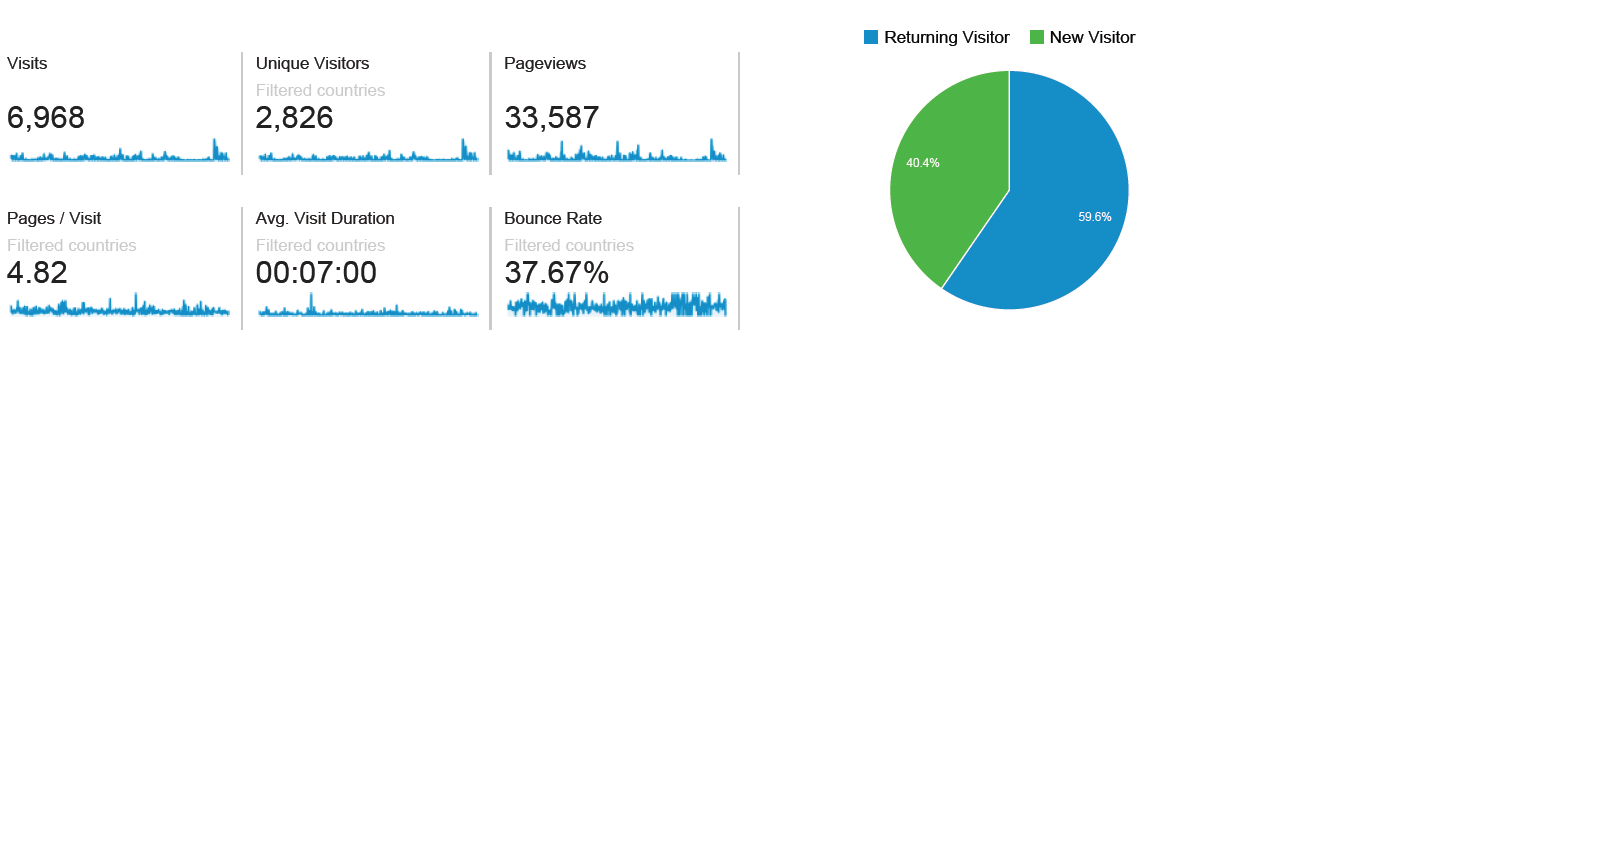 Visits
6,968
Unique Visitors
Filtered countries
2,826
Pageviews
33,587
Pages / Visit
Filtered countries
4.82
Avg. Visit Duration
Filtered countries
00:07:00
Bounce Rate
Filtered countries
37.67%
Returning Visitor
New Visitor
40.4%
59.6%